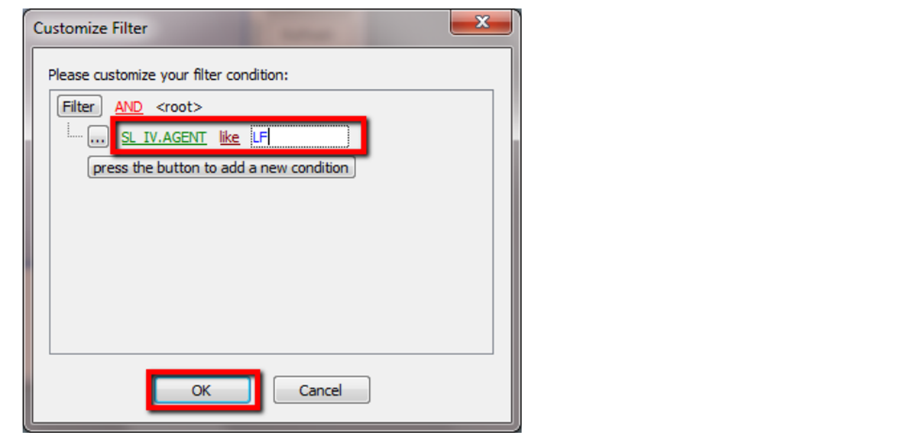 Customize Filter
Please customize your filter condition:
Filter AND <root>
... SL_IV.AGENT like LF
press the button to add a new condition
OK Cancel